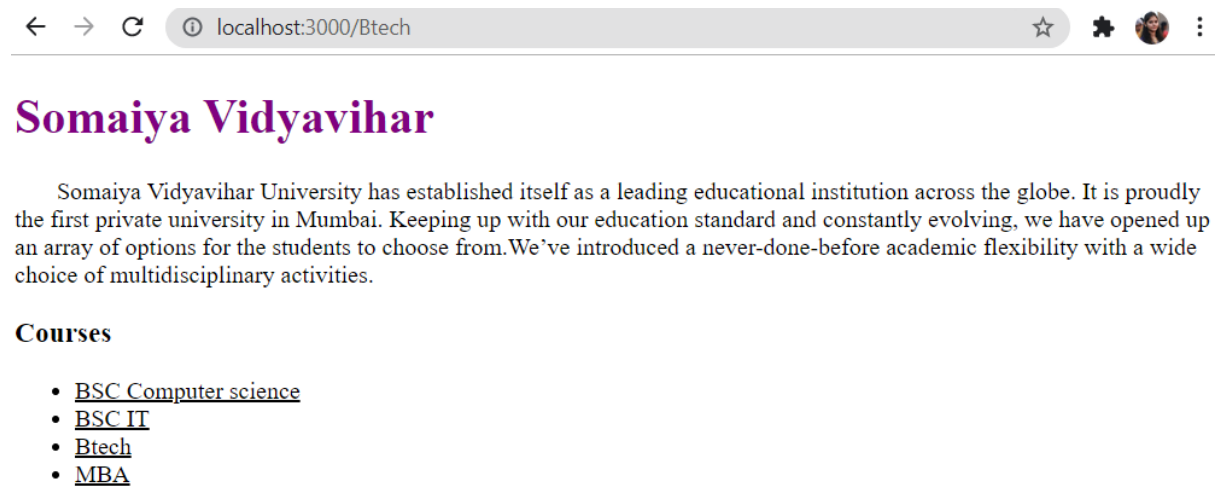 localhost:3000/Btech
Somaiya Vidyavihar
Somaiya Vidyavihar University has established itself as a leading educational institution across the globe. It is proudly
the first private university in Mumbai. Keeping up with our education standard and constantly evolving, we have opened up
an array of options for the students to choose from.We’ve introduced a never-done-before academic flexibility with a wide
choice of multidisciplinary activities.
Courses
• BSC Computer science
• BSC IT
• Btech
• MBA